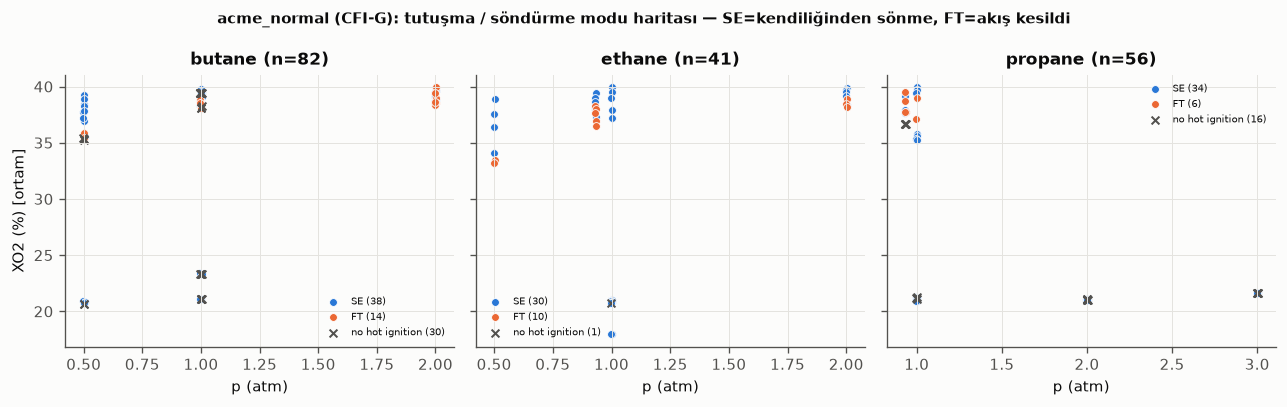 acme_normal (CFI-G): tutuşma / söndürme modu haritası — SE=kendiliğinden sönme, FT=akış kesildi
butane (n=82)
ethane (n=41)
propane (n=56)
XO2 (%) [ortam]
40
35
30
25
20
SE (38)
FT (14)
no hot ignition (30)
SE (30)
FT (10)
no hot ignition (1)
SE (34)
FT (6)
no hot ignition (16)
0.50 0.75 1.00 1.25 1.50 1.75 2.00
0.50 0.75 1.00 1.25 1.50 1.75 2.00
1.0 1.5 2.0 2.5 3.0
p (atm)
p (atm)
p (atm)